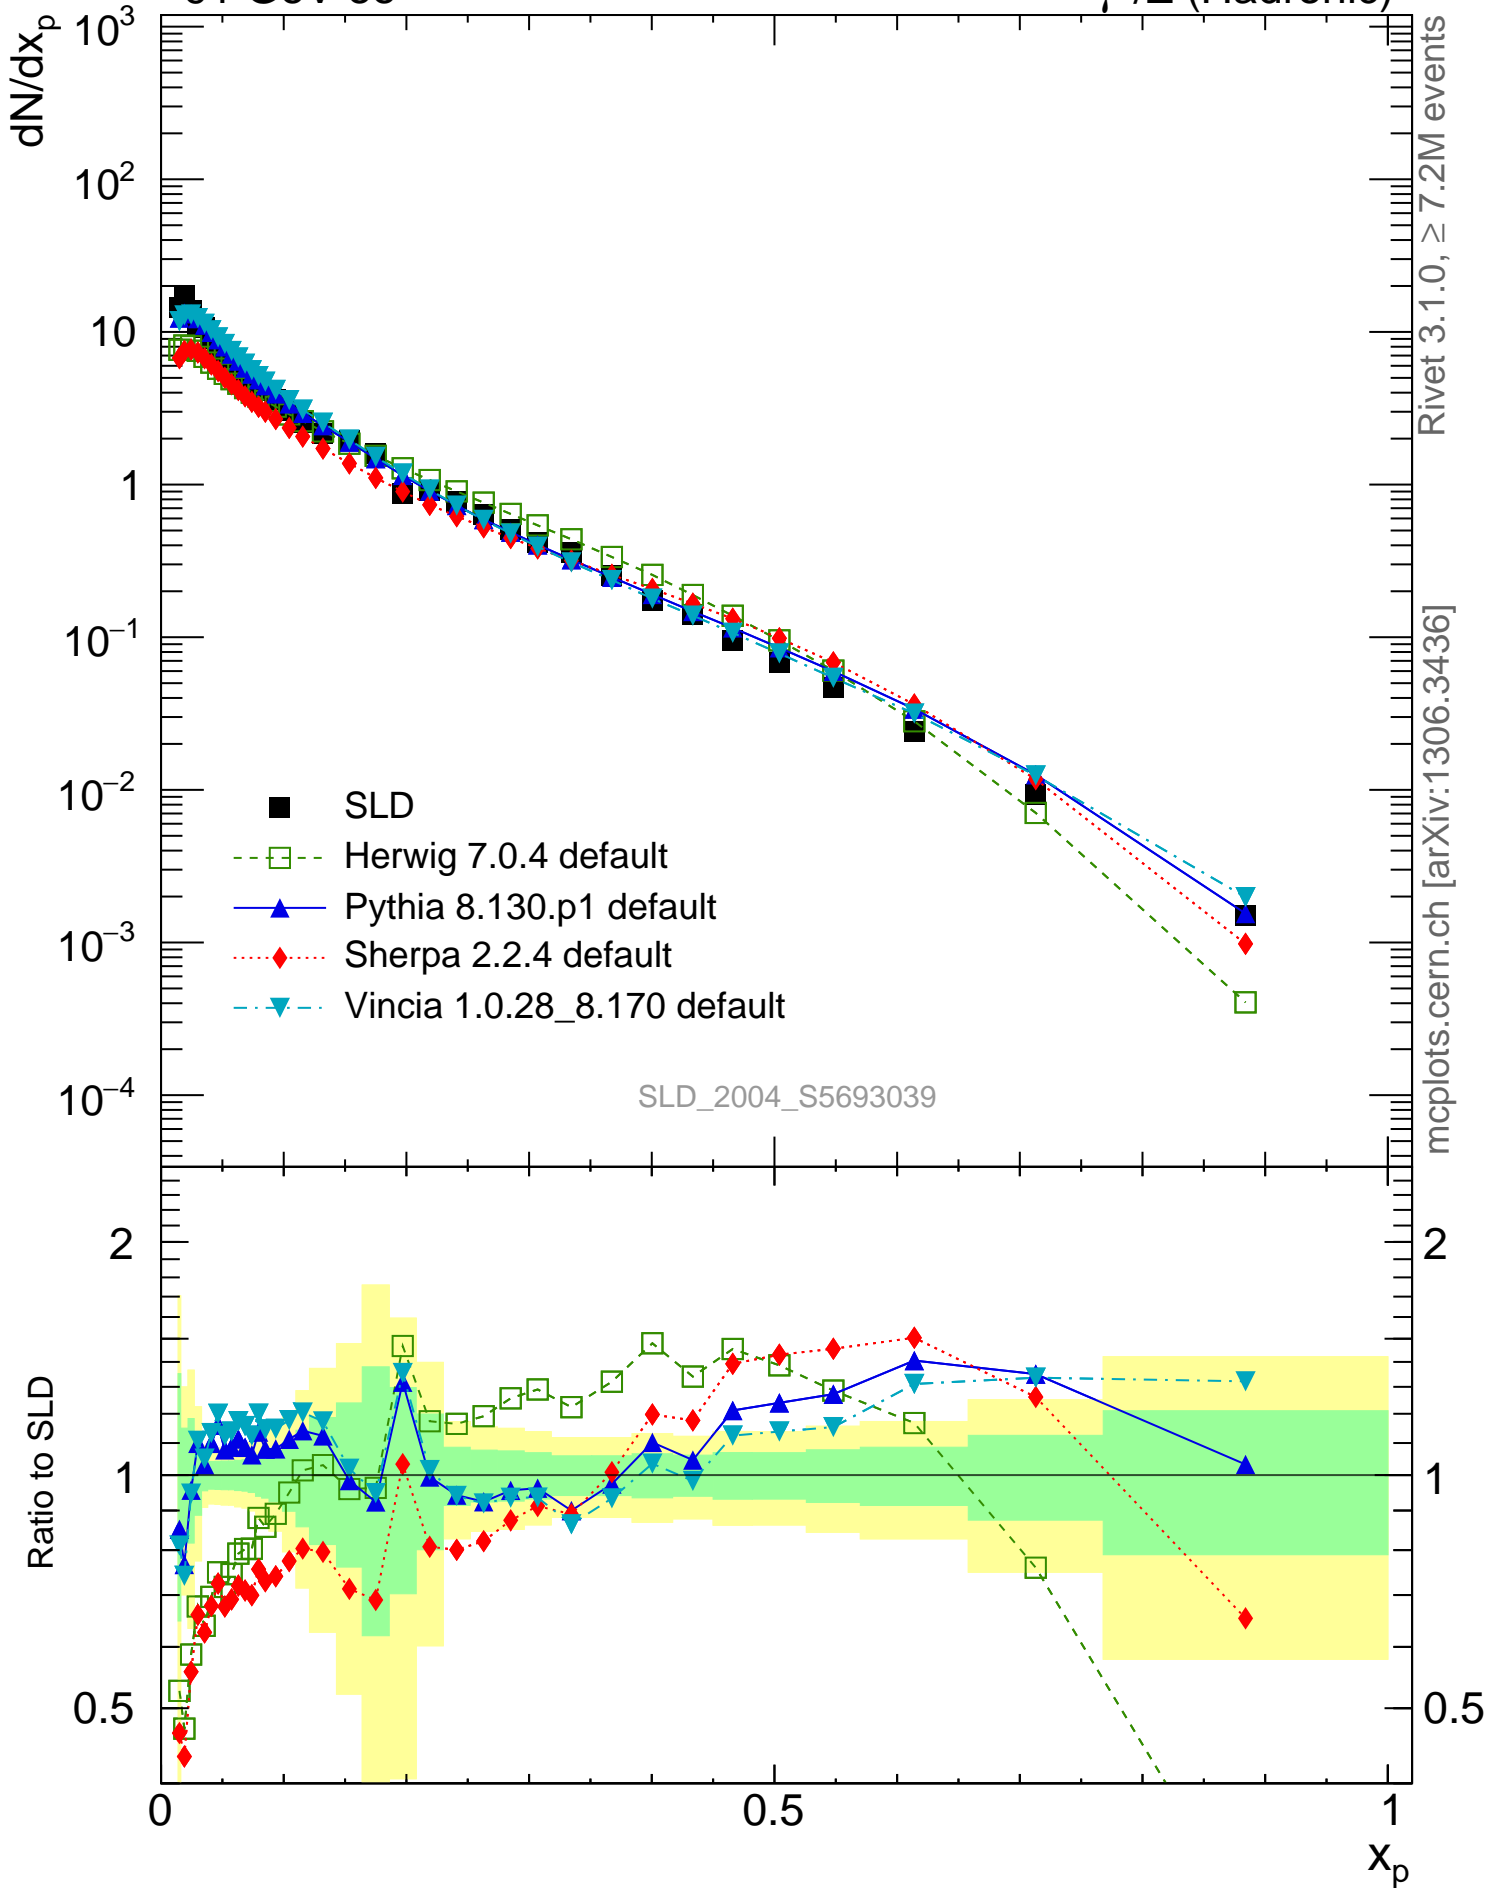 dN/dx_p
10^3
10^2
10
1
10^−1
10^−2
10^−3
10^−4
SLD
Herwig 7.0.4 default
Pythia 8.130.p1 default
Sherpa 2.2.4 default
Vincia 1.0.28_8.170 default
SLD_2004_S5693039
Rivet 3.1.0, ≥ 7.2M events
mcplots.cern.ch [arXiv:1306.3436]
Ratio to SLD
2
1
0.5
2
1
0.5
0
0.5
1
x_p